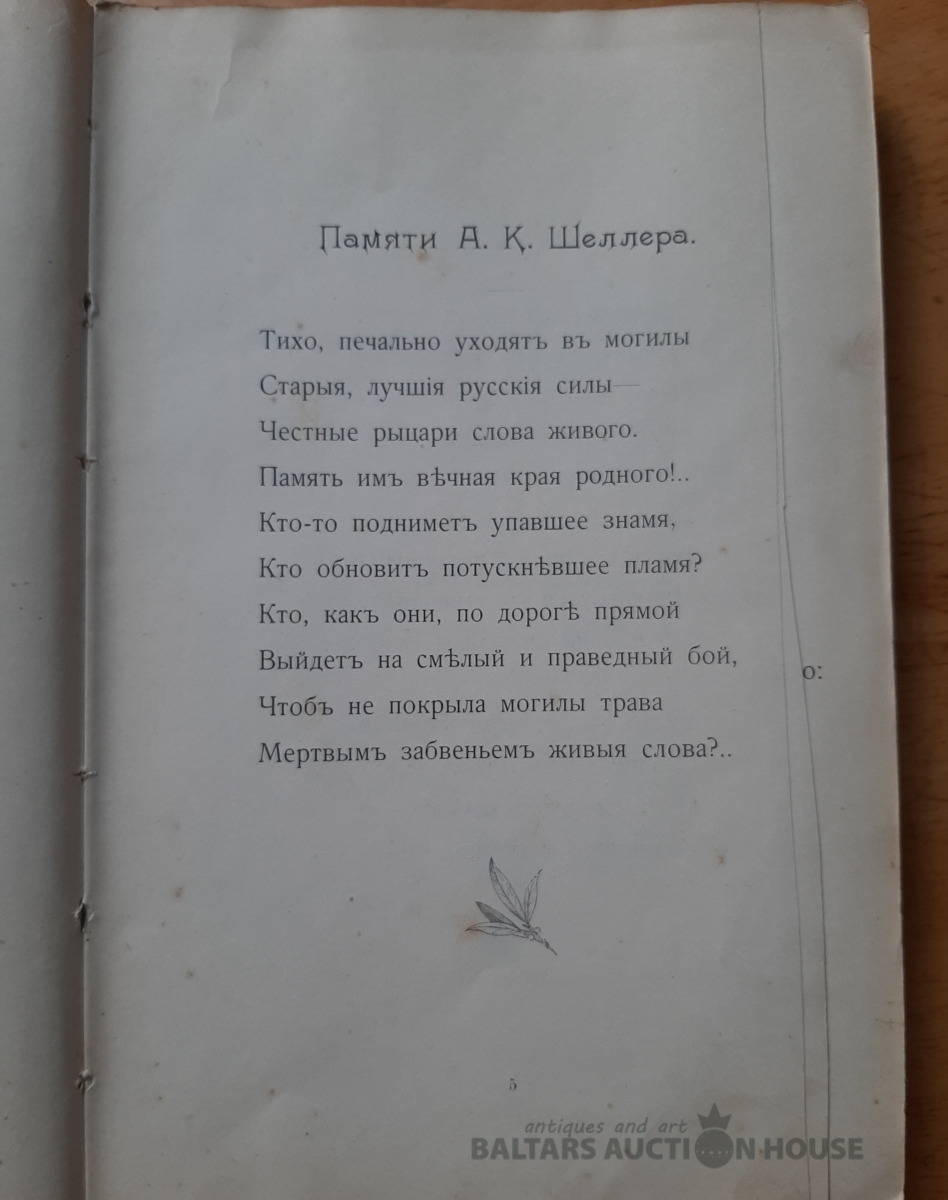 Памяти А. К. Шеллера.
Тихо, печально уходятъ въ могилы
Старыя, лучшія русскія силы—
Честные рыцари слова живого.
Память имъ вѣчная края родного!..
Кто-то подниметъ упавшее знамя,
Кто обновитъ потускнѣвшее пламя?
Кто, какъ они, по дорогѣ прямой
Выйдетъ на смѣлый и праведный бой,
о:
Чтобъ не покрыла могилы трава
Мертвымъ забвеньемъ живыя слова?..
5
antiques and art
BALTARS AUCTION HOUSE